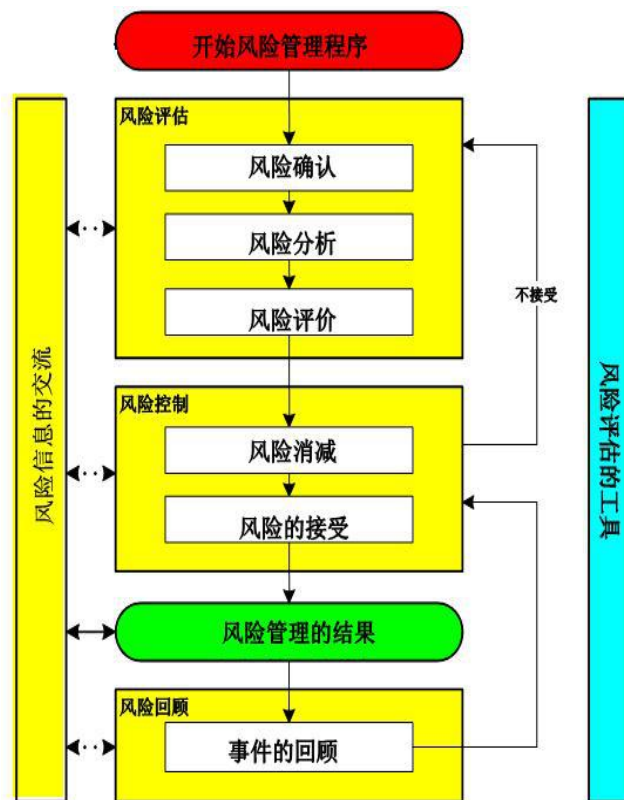 开始风险管理程序
风险评估
风险确认
风险分析
风险评价
不接受
风险控制
风险消减
风险的接受
风险管理的结果
风险回顾
事件的回顾
风险信息的交流
风险评估的工具